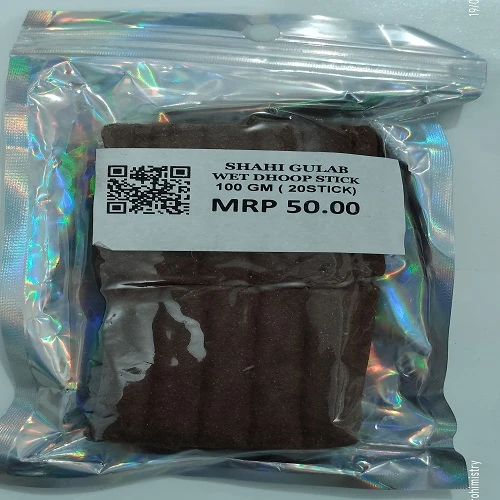 SHAHI GULAB
WET DHOOP STICK
100 GM ( 20STICK)
MRP 50.00